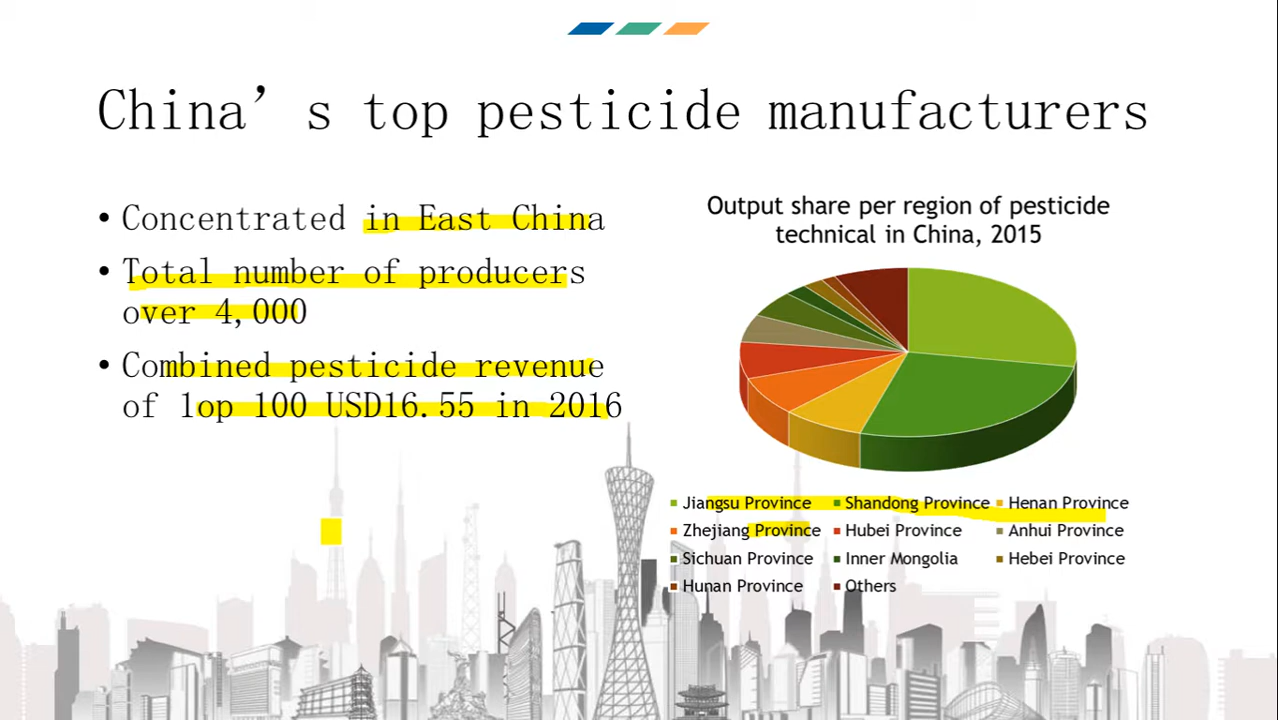 China’s top pesticide manufacturers
• Concentrated in East China
• Total number of producers
over 4,000
• Combined pesticide revenue
of 1op 100 USD16.55 in 2016
Output share per region of pesticide
technical in China, 2015
Jiangsu Province Shandong Province Henan Province
Zhejiang Province Hubei Province Anhui Province
Sichuan Province Inner Mongolia Hebei Province
Hunan Province Others